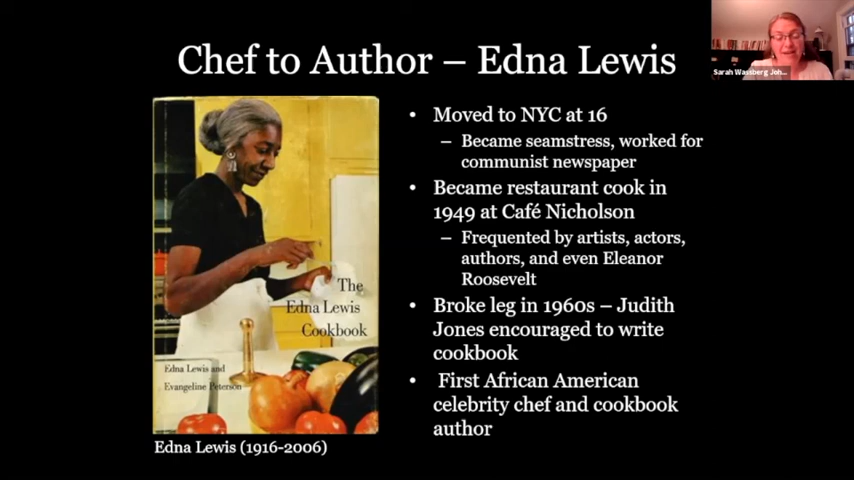 Chef to Author – Edna Lewis
Sarah Wassberg Joh...
The
Edna Lewis
Cookbook
Edna Lewis and
Evangeline Peterson
Edna Lewis (1916-2006)
• Moved to NYC at 16
– Became seamstress, worked for
communist newspaper
• Became restaurant cook in
1949 at Café Nicholson
– Frequented by artists, actors,
authors, and even Eleanor
Roosevelt
• Broke leg in 1960s – Judith
Jones encouraged to write
cookbook
• First African American
celebrity chef and cookbook
author